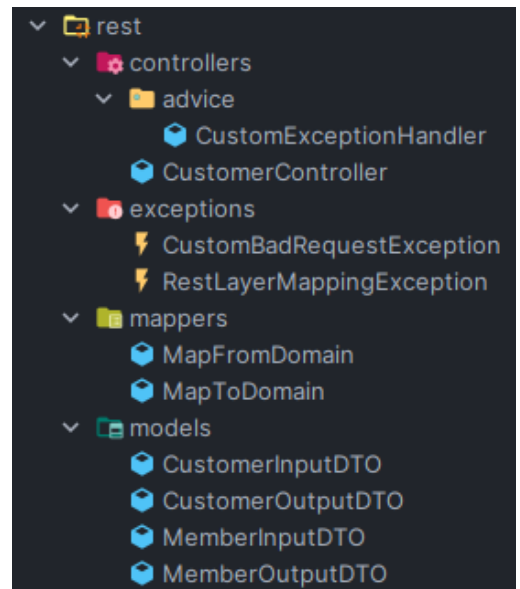 rest
controllers
advice
CustomExceptionHandler
CustomerController
exceptions
CustomBadRequestException
RestLayerMappingException
mappers
MapFromDomain
MapToDomain
models
CustomerInputDTO
CustomerOutputDTO
MemberInputDTO
MemberOutputDTO